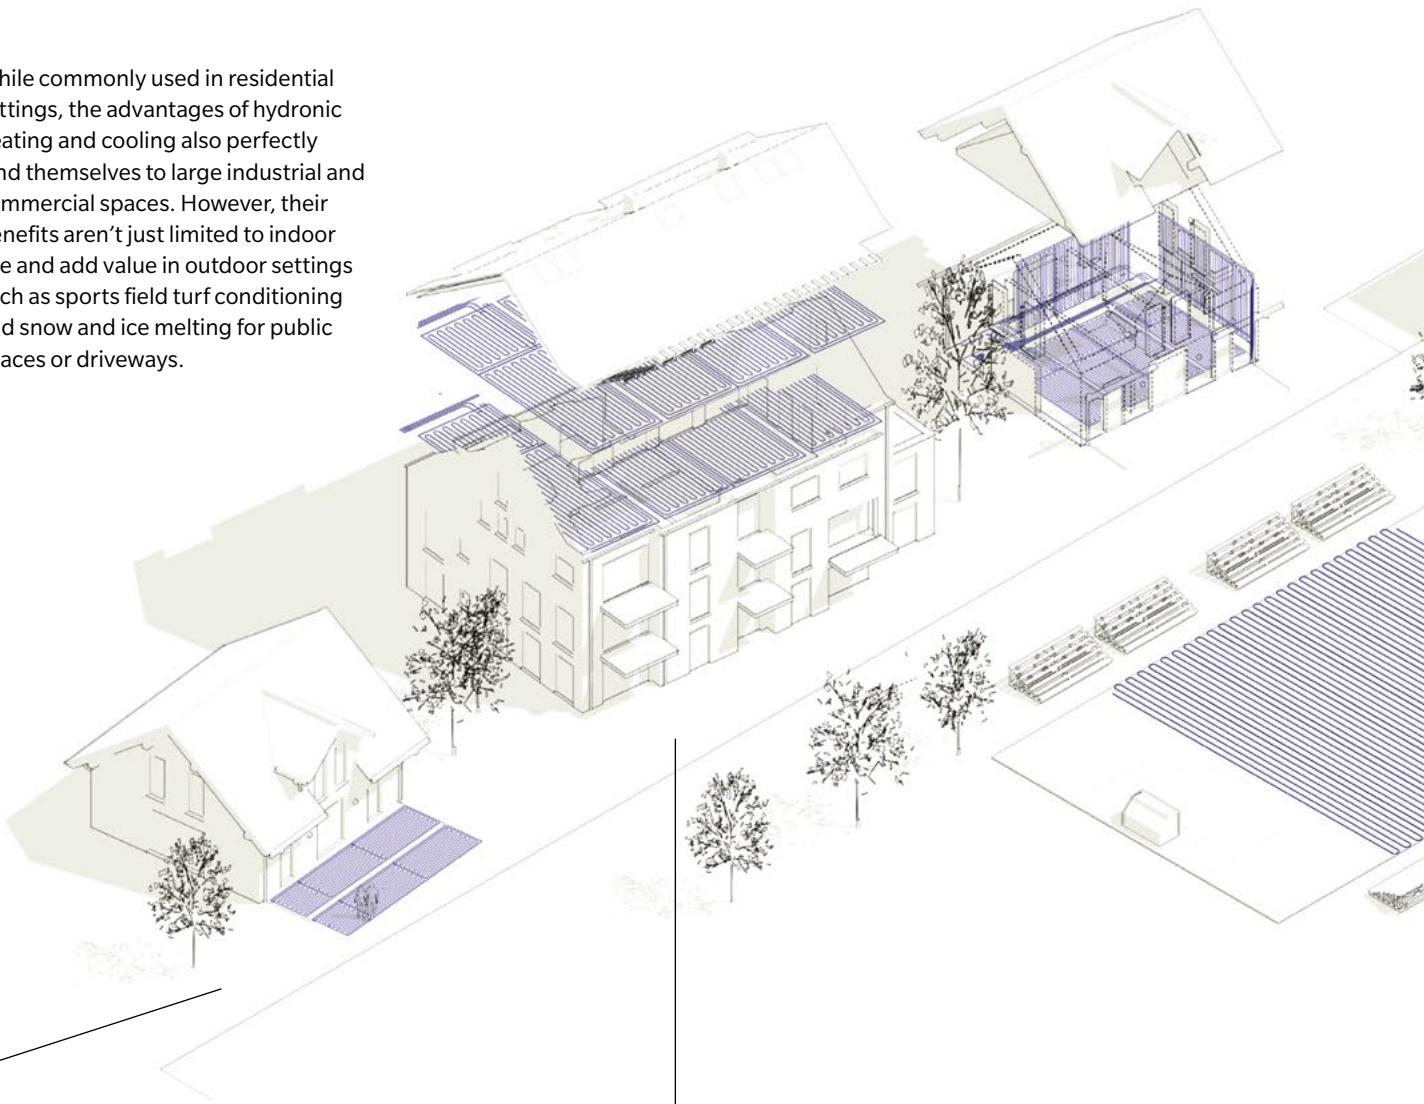 hile commonly used in residential
ttings, the advantages of hydronic
eating and cooling also perfectly
nd themselves to large industrial and
mmercial spaces. However, their
enefits aren’t just limited to indoor
e and add value in outdoor settings
ch as sports field turf conditioning
d snow and ice melting for public
aces or driveways.